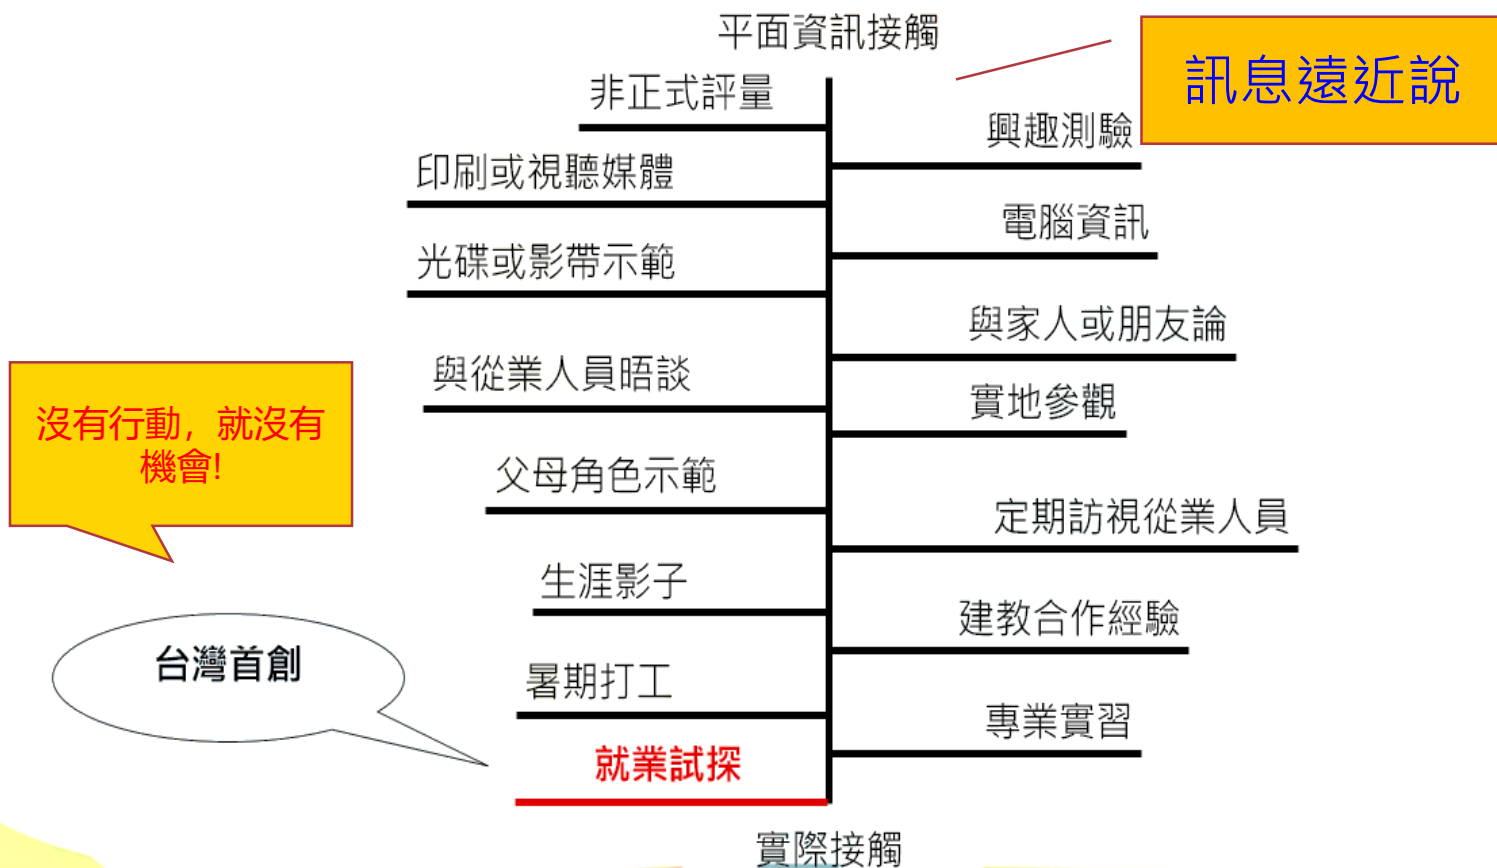 平面資訊接觸
訊息遠近說
非正式評量
興趣測驗
印刷或視聽媒體
電腦資訊
光碟或影帶示範
與家人或朋友論
與從業人員晤談
實地參觀
沒有行動，就沒有
機會!
父母角色示範
定期訪視從業人員
生涯影子
建教合作經驗
台灣首創
暑期打工
專業實習
就業試探
實際接觸